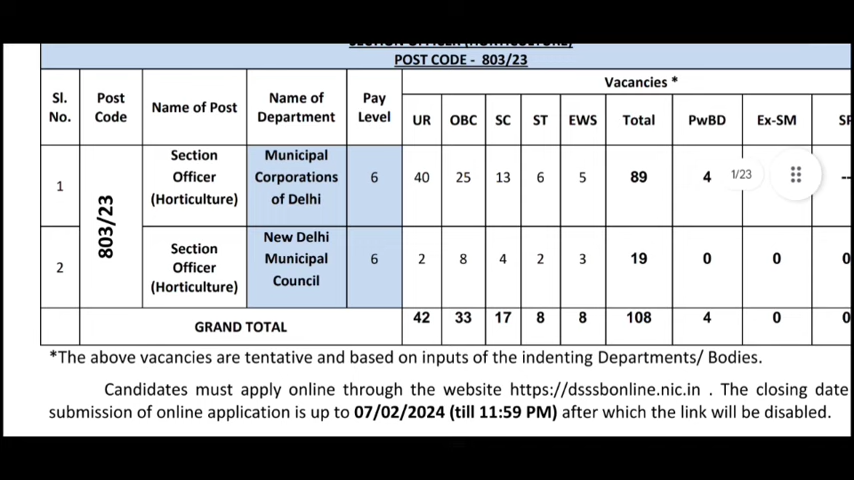 SECTION OFFICER (HORTICULTURE)
POST CODE - 803/23
Sl. No. Post Code Name of Post Name of Department Pay Level Vacancies *
UR OBC SC ST EWS Total PwBD Ex-SM
1 803/23 Section Officer (Horticulture) Municipal Corporations of Delhi 6 40 25 13 6 5 89 4 --
1/23
2 Section Officer (Horticulture) New Delhi Municipal Council 6 2 8 4 2 3 19 0 0 0
GRAND TOTAL 42 33 17 8 8 108 4 0 0
*The above vacancies are tentative and based on inputs of the indenting Departments/ Bodies.
Candidates must apply online through the website https://dsssbonline.nic.in . The closing date
submission of online application is up to 07/02/2024 (till 11:59 PM) after which the link will be disabled.